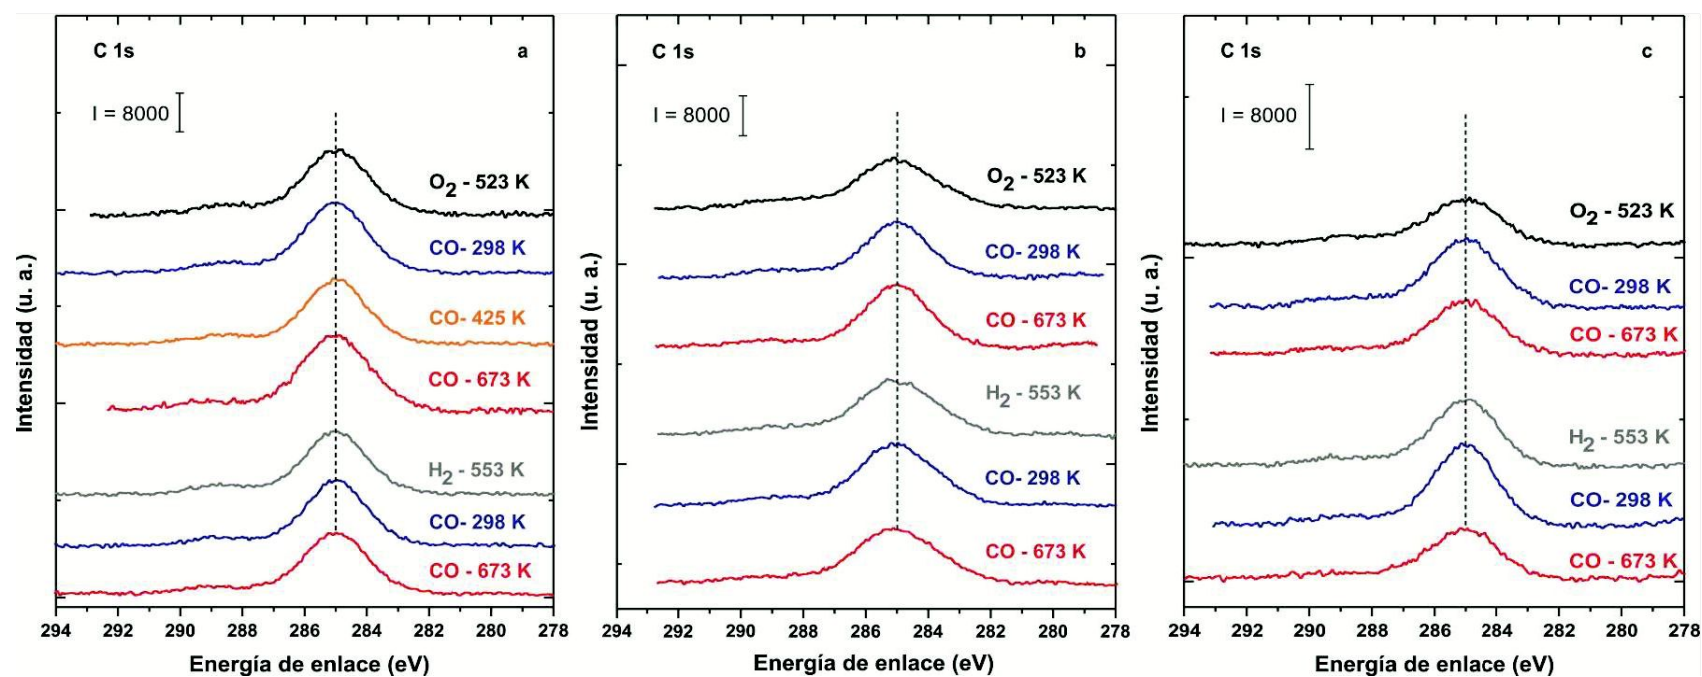 C 1s
a
I = 8000
O2 - 523 K
CO- 298 K
CO- 425 K
CO - 673 K
H2 - 553 K
CO- 298 K
CO - 673 K
Intensidad (u. a.)
294 292 290 288 286 284 282 280 278
Energía de enlace (eV)
C 1s
b
I = 8000
O2 - 523 K
CO- 298 K
CO - 673 K
H2 - 553 K
CO- 298 K
CO - 673 K
Intensidad (u. a.)
294 292 290 288 286 284 282 280 278
Energía de enlace (eV)
C 1s
c
I = 8000
O2 - 523 K
CO- 298 K
CO - 673 K
H2 - 553 K
CO- 298 K
CO - 673 K
Intensidad (u. a.)
294 292 290 288 286 284 282 280 278
Energía de enlace (eV)